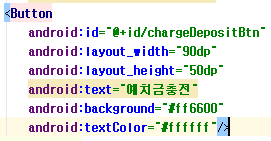 <Button
android:id="@+id/chargeDepositBtn"
android:layout_width="90dp"
android:layout_height="50dp"
android:text="예치금충전"
android:background="#ff6600"
android:textColor="#ffffff"/>